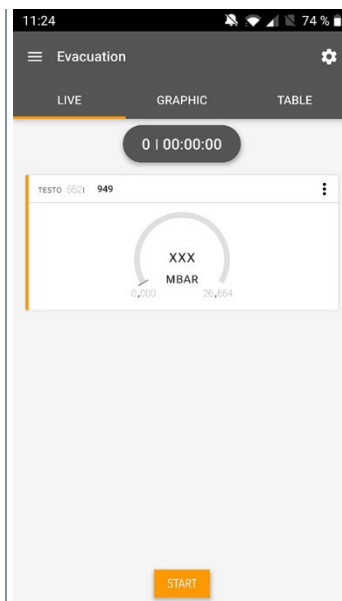 11:24 74 %
Evacuation
LIVE GRAPHIC TABLE
0 | 00:00:00
TESTO 552i 949
XXX
MBAR
0,000 26,664
START